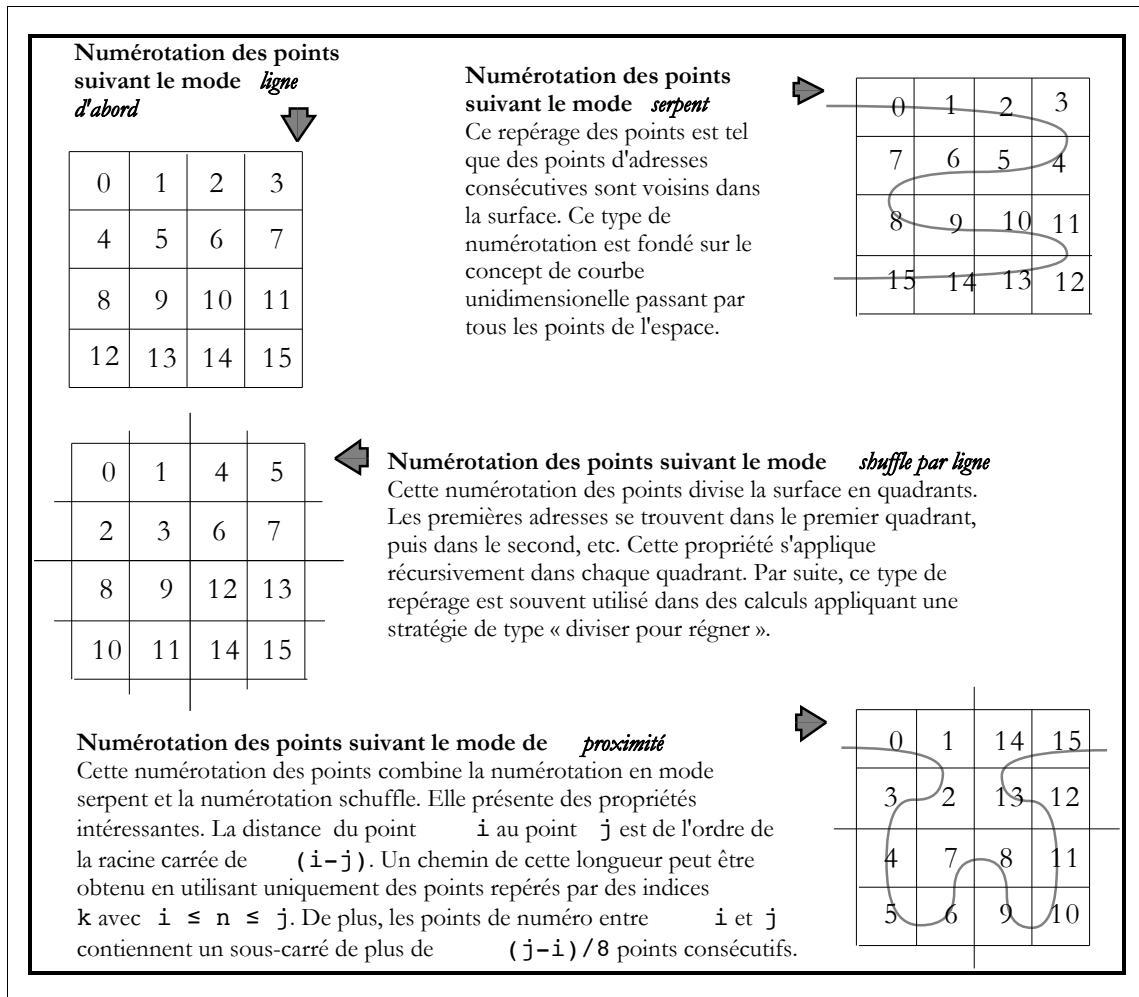 Numérotation des points
suivant le mode ligne
d'abord
0 1 2 3
4 5 6 7
8 9 10 11
12 13 14 15
Numérotation des points
suivant le mode serpent
Ce repérage des points est tel
que des points d'adresses
consécutives sont voisins dans
la surface. Ce type de
numérotation est fondé sur le
concept de courbe
unidimensionelle passant par
tous les points de l'espace.
0 1 2 3
7 6 5 4
8 9 10 11
15 14 13 12
0 1 4 5
2 3 6 7
8 9 12 13
10 11 14 15
Numérotation des points suivant le mode shuffle par ligne
Cette numérotation des points divise la surface en quadrants.
Les premières adresses se trouvent dans le premier quadrant,
puis dans le second, etc. Cette propriété s'applique
récursivement dans chaque quadrant. Par suite, ce type de
repérage est souvent utilisé dans des calculs appliquant une
stratégie de type « diviser pour régner ».
Numérotation des points suivant le mode de proximité
Cette numérotation des points combine la numérotation en mode
serpent et la numérotation schuffle. Elle présente des propriétés
intéressantes. La distance du point i au point j est de l'ordre de
la racine carrée de (i-j). Un chemin de cette longueur peut être
obtenu en utilisant uniquement des points repérés par des indices
k avec i ≤ n ≤ j. De plus, les points de numéro entre i et j
contiennent un sous-carré de plus de (j-i)/8 points consécutifs.
0 1 14 15
3 2 13 12
4 7 8 11
5 6 9 10